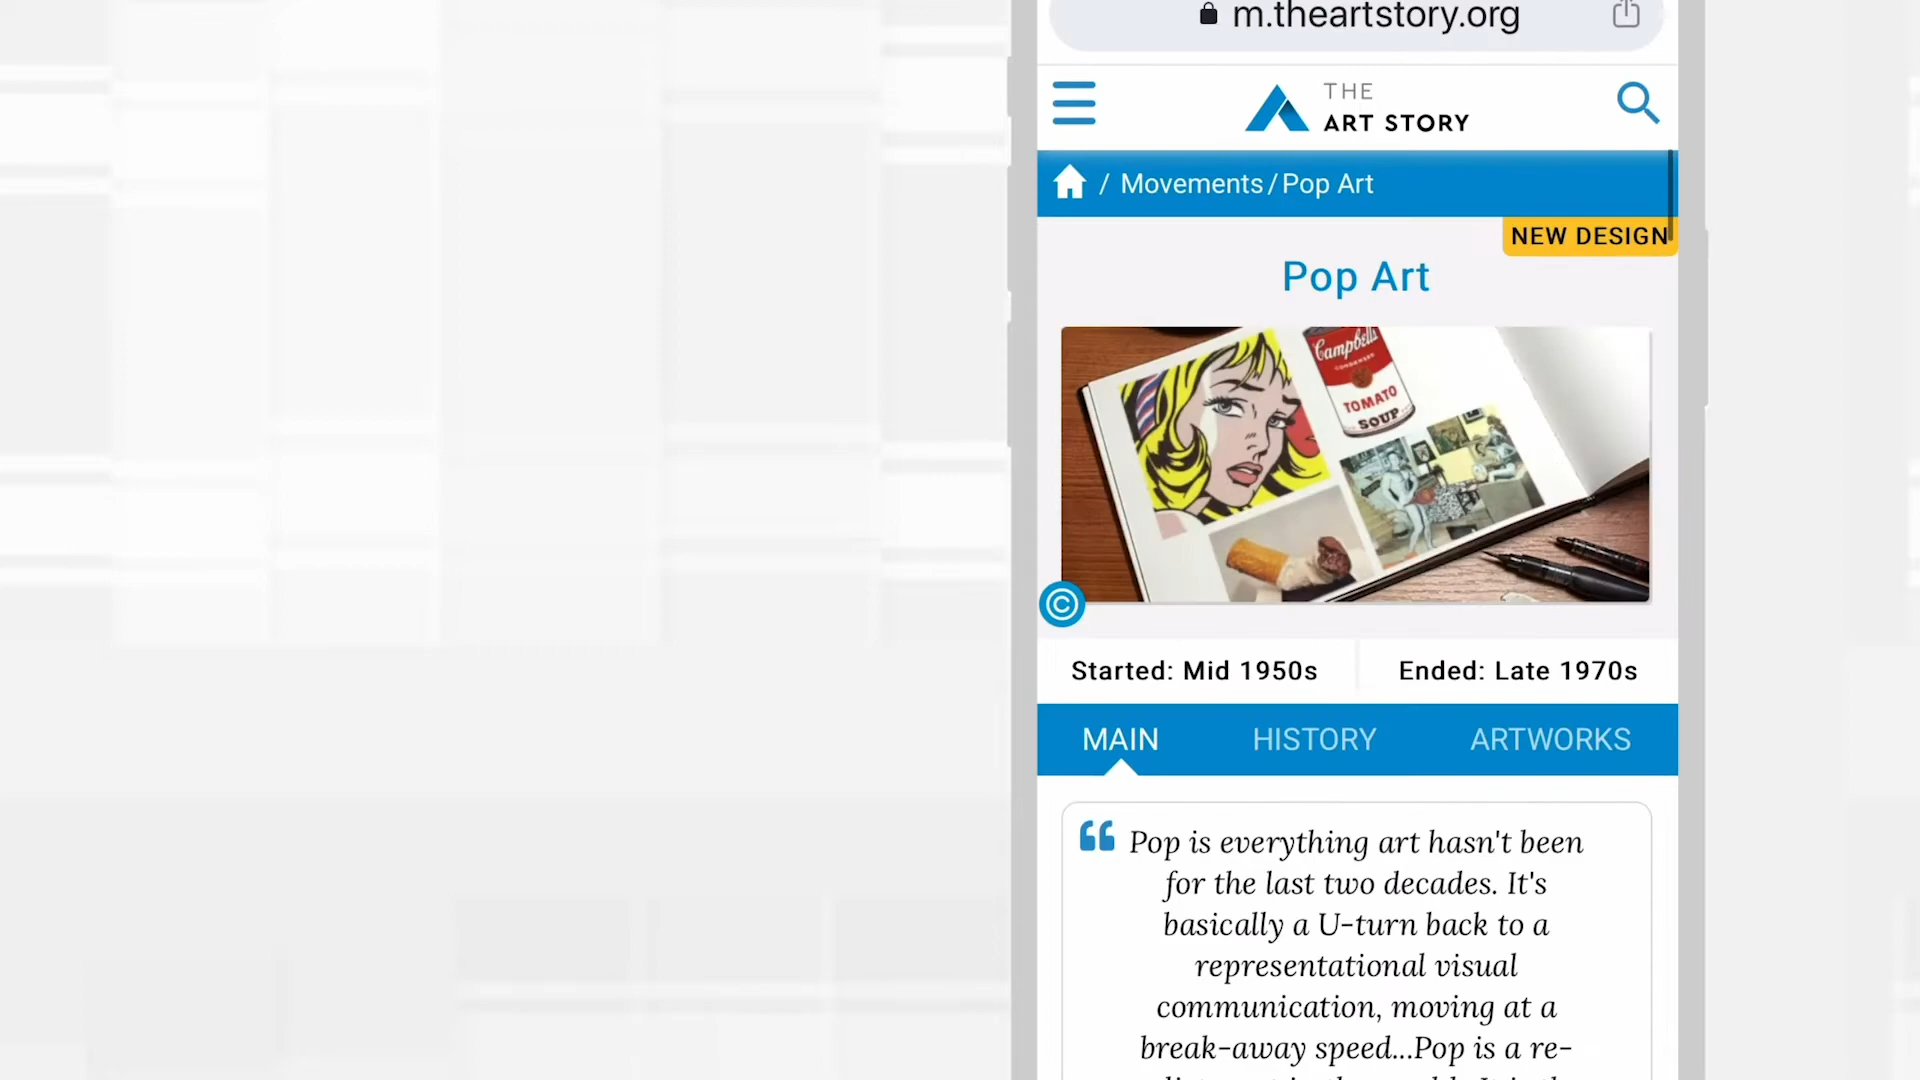 m.theartstory.org
THE
ART STORY
/ Movements / Pop Art
NEW DESIGN
Pop Art
Campbell's
CONDENSED
TOMATO
SOUP
©
Started: Mid 1950s
Ended: Late 1970s
MAIN
HISTORY
ARTWORKS
“ Pop is everything art hasn't been
for the last two decades. It's
basically a U-turn back to a
representational visual
communication, moving at a
break-away speed...Pop is a re-